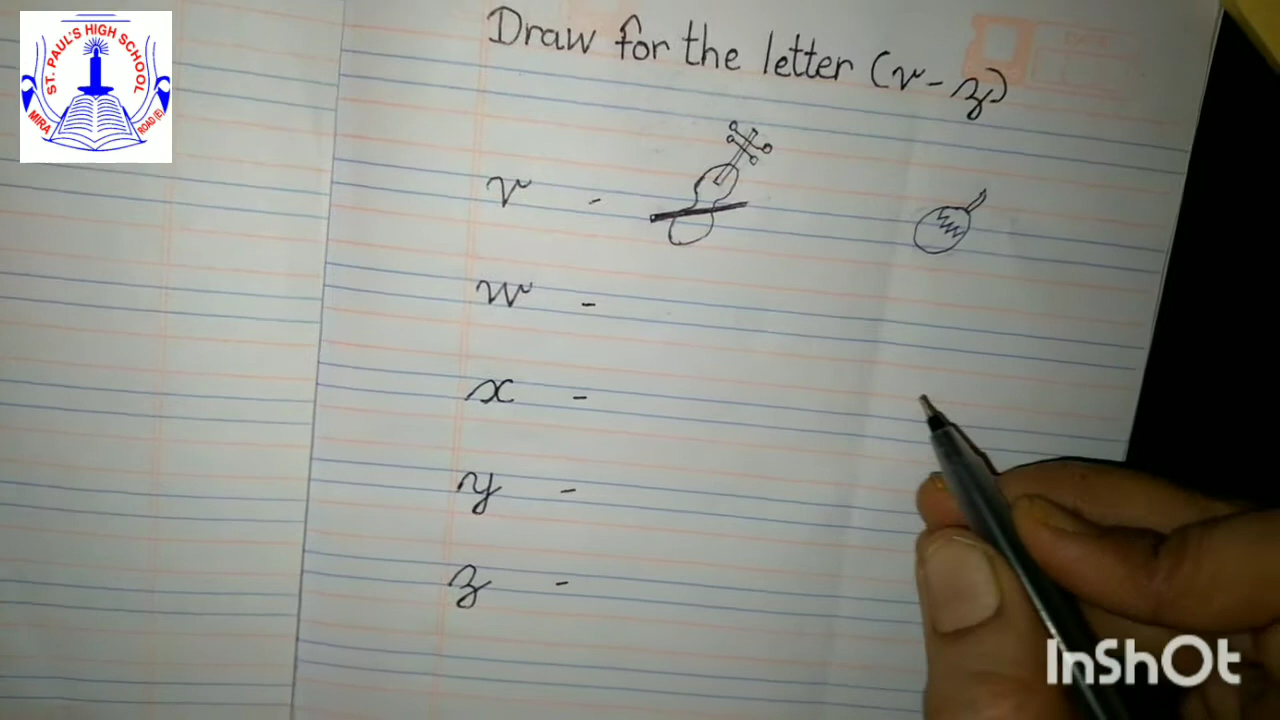 ST. PAUL'S HIGH SCHOOL
MIRA ROAD (E)
Draw for the letter (v-z)
v -
w -
x -
y -
z -
InShOt